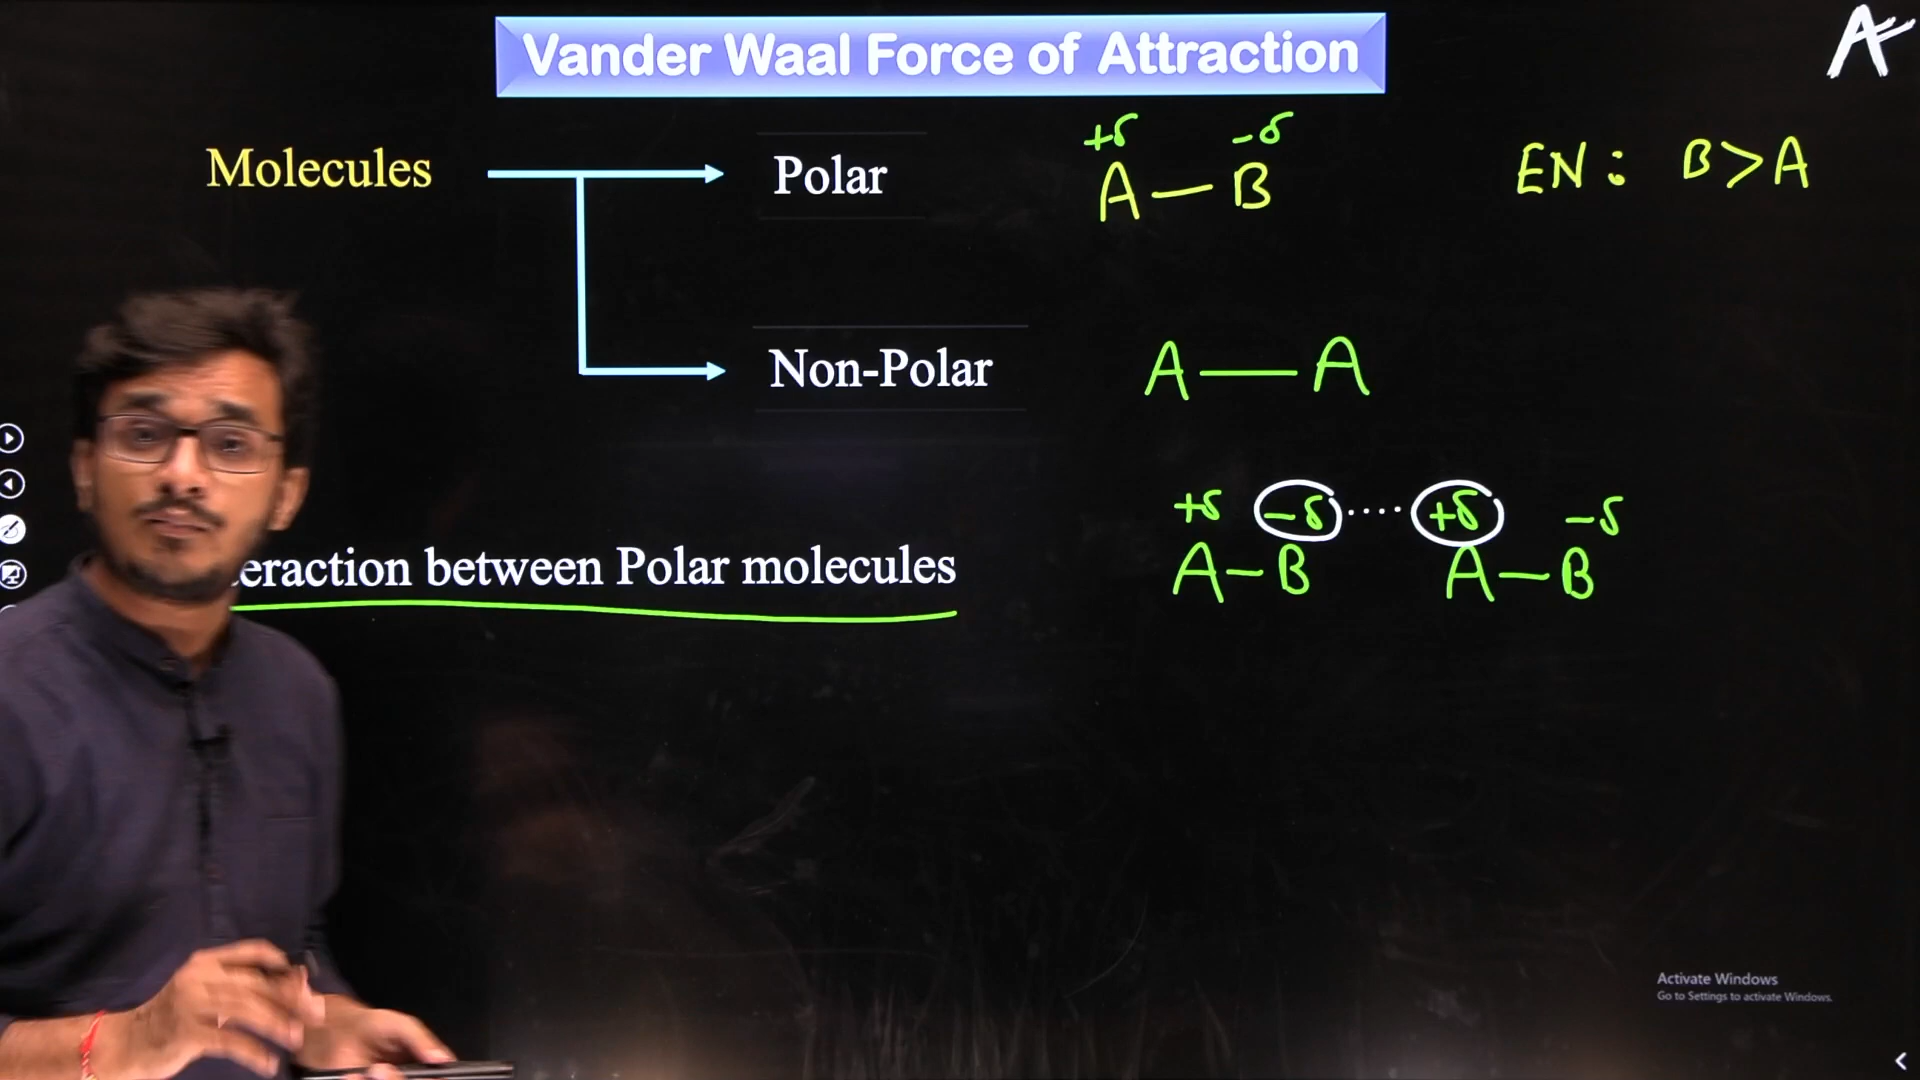 Vander Waal Force of Attraction
Molecules
Polar
+δ -δ
A — B
EN : B > A
Non-Polar
A — A
+δ -δ .... +δ -δ
A – B A – B
eraction between Polar molecules
Activate Windows
Go to Settings to activate Windows.